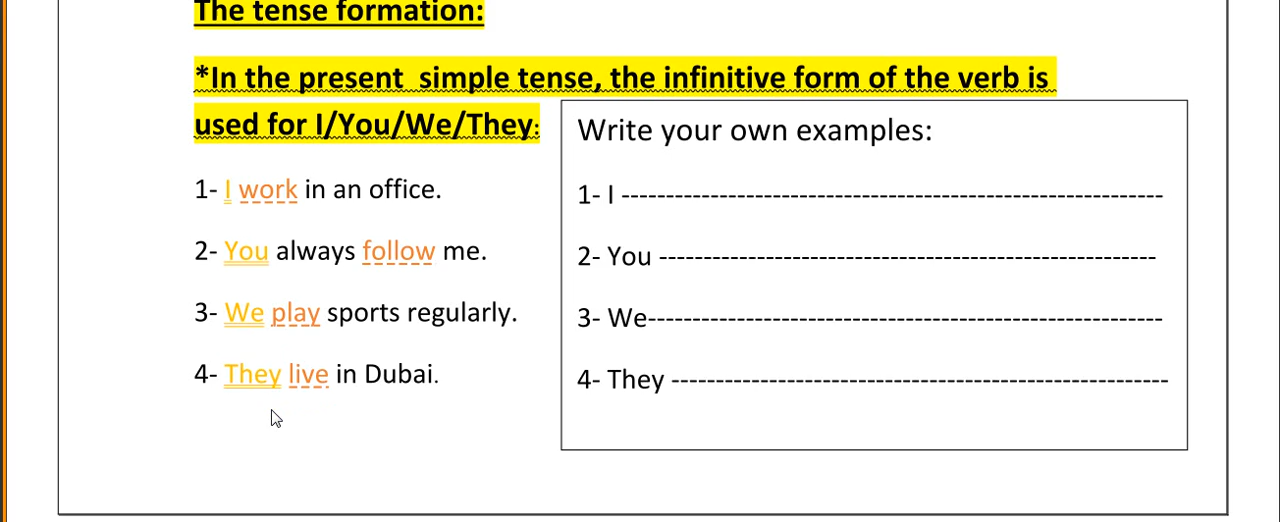 The tense formation:
*In the present simple tense, the infinitive form of the verb is
used for I/You/We/They:
1- I work in an office.
2- You always follow me.
3- We play sports regularly.
4- They live in Dubai.
Write your own examples:
1- I ------------------------------------------------------------
2- You -------------------------------------------------------
3- We---------------------------------------------------------
4- They -------------------------------------------------------